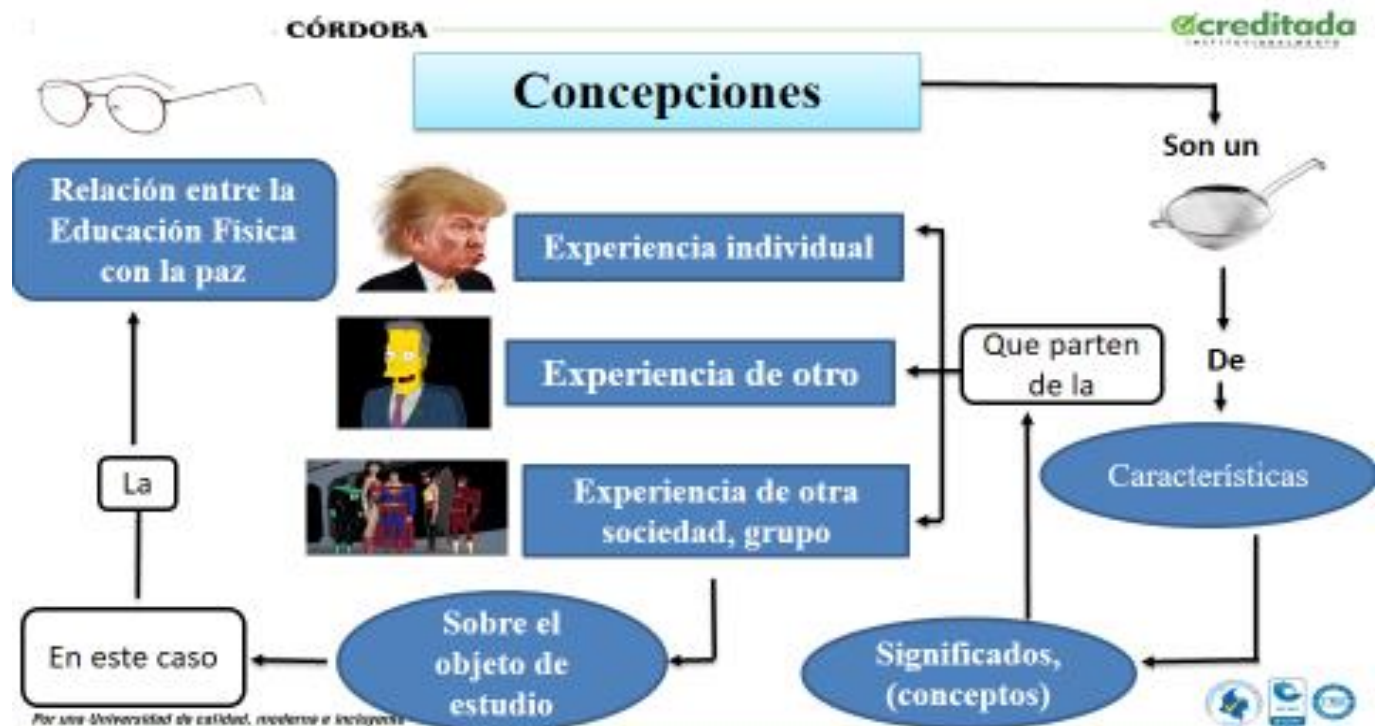 CÓRDOBA
acreditada
INSTITUCIONALMENTE
Concepciones
Son un
De
Características
Significados,
(conceptos)
Que parten
de la
Experiencia individual
Experiencia de otro
Experiencia de otra
sociedad, grupo
Sobre el
objeto de
estudio
En este caso
La
Relación entre la
Educación Física
con la paz
Por una Universidad de calidad, moderna e incluyente